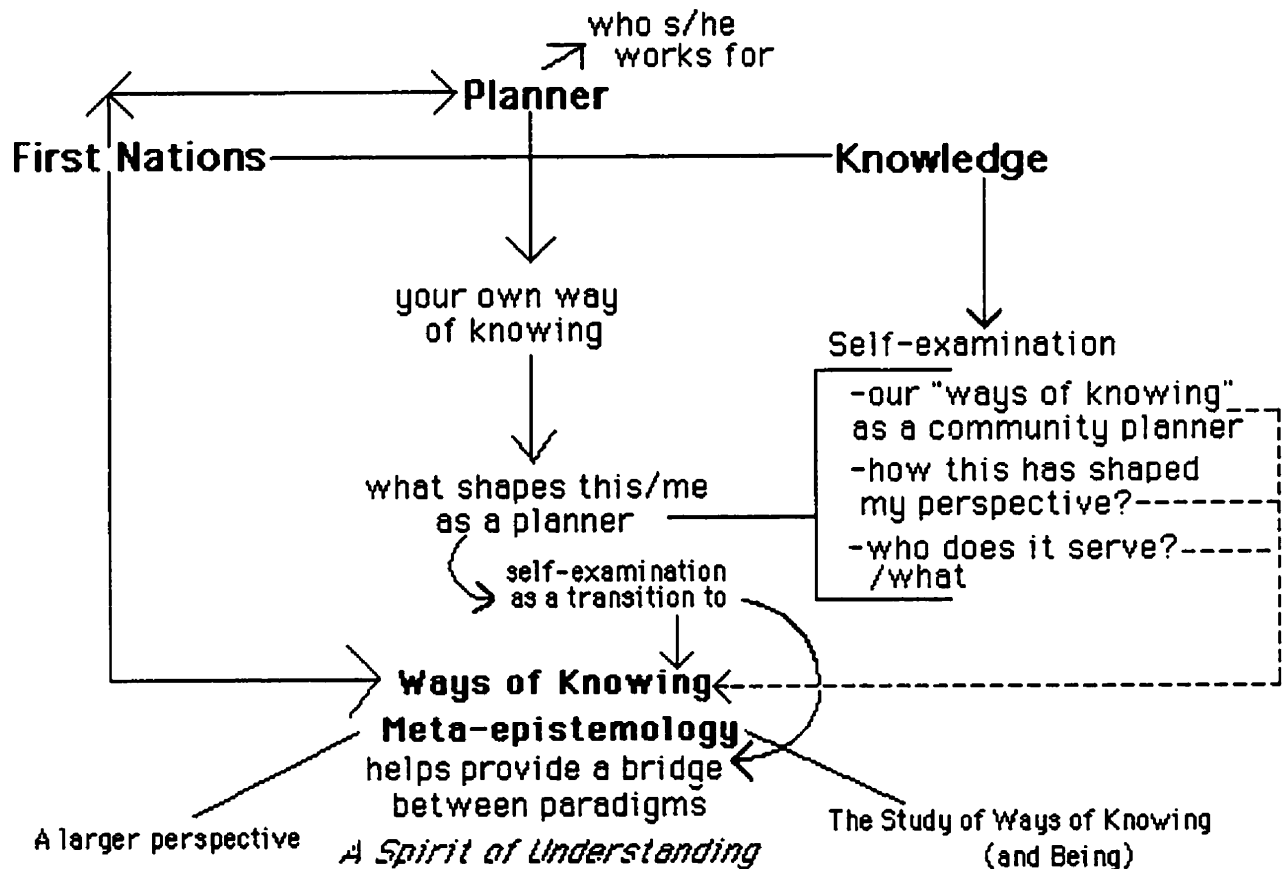 who s/he
works for
Planner
First Nations
Knowledge
your own way
of knowing
what shapes this/me
as a planner
Self-examination
-our "ways of knowing"
as a community planner
-how this has shaped
my perspective?
-who does it serve?
/what
self-examination
as a transition to
Ways of Knowing
Meta-epistemology
helps provide a bridge
between paradigms
A larger perspective
A Spirit of Understanding
The Study of Ways of Knowing
(and Being)